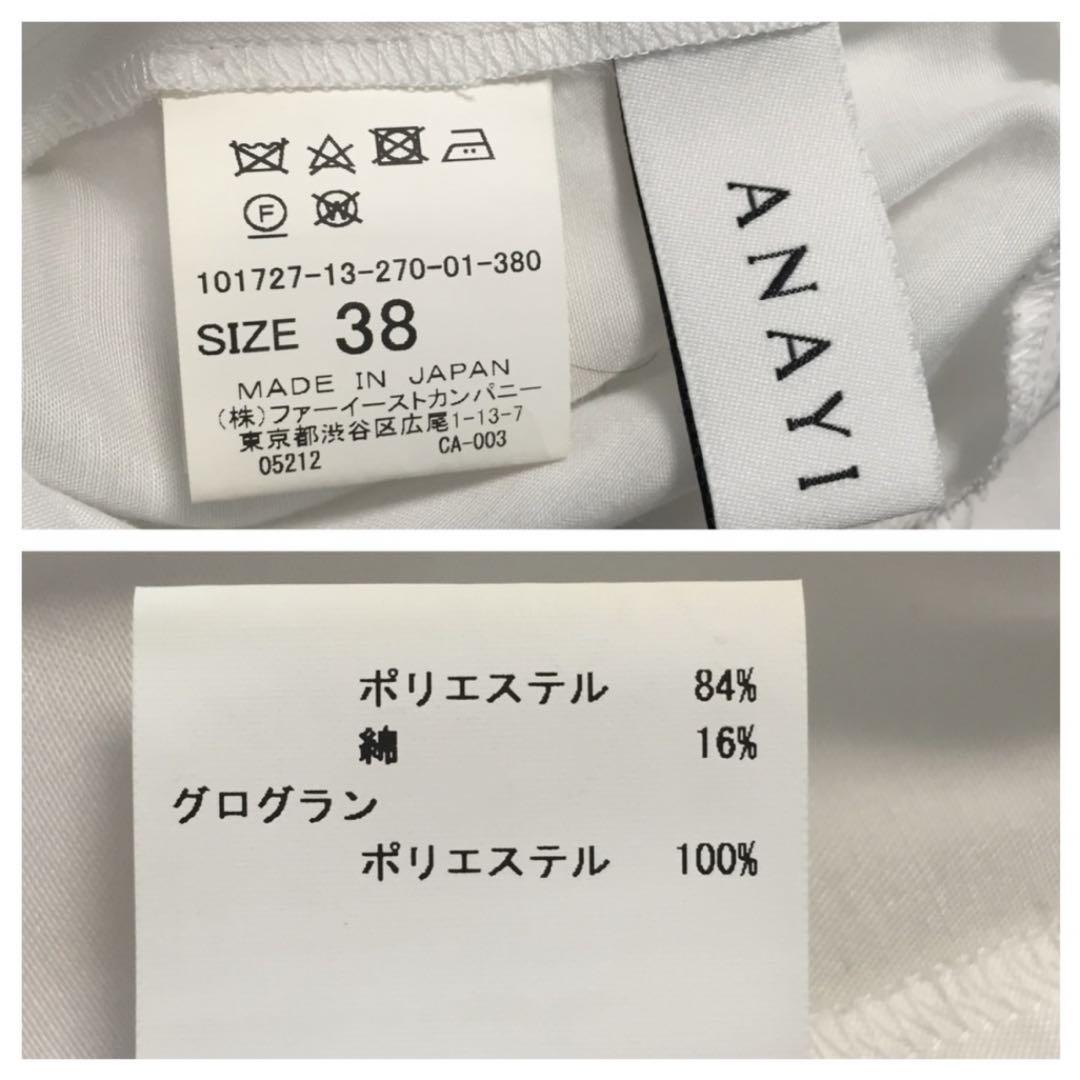 F
W
101727-13-270-01-380
SIZE 38
MADE IN JAPAN
(株)ファーイーストカンパニー
東京都渋谷区広尾1-13-7
05212 CA-003
ANAYI
ポリエステル 84%
綿 16%
グログラン
ポリエステル 100%